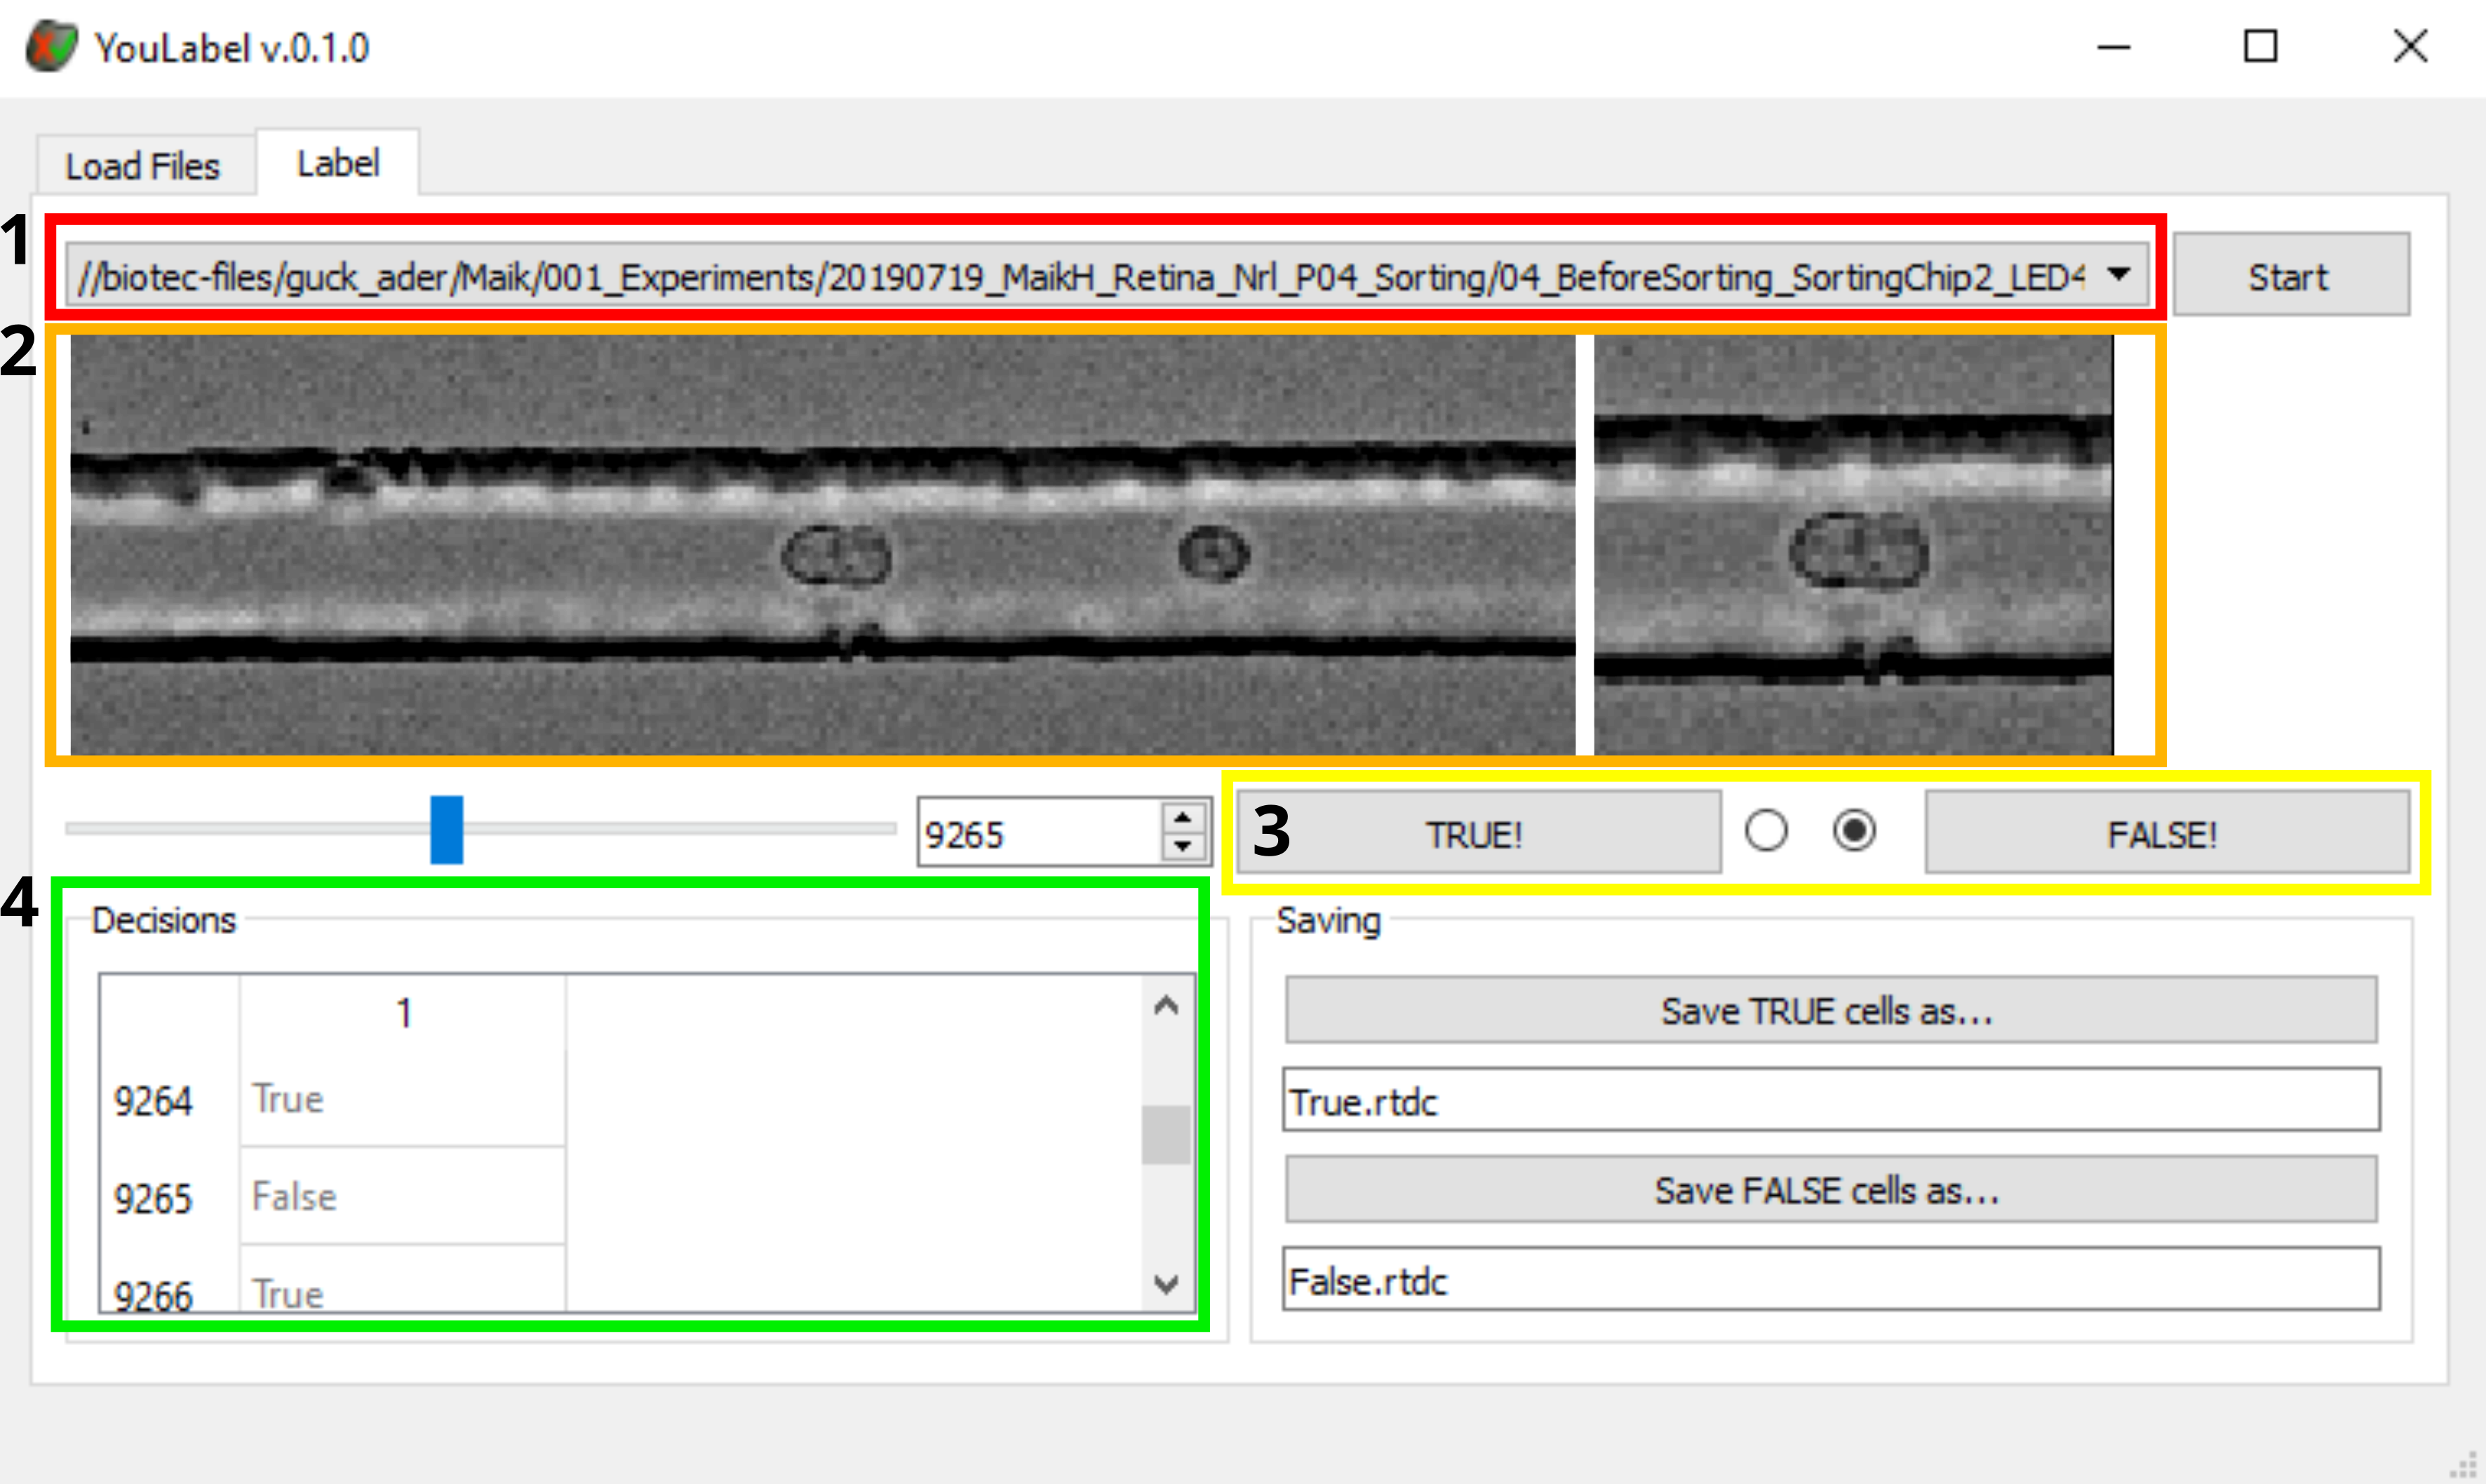 YouLabel v.0.1.0
Load Files
Label
1
//biotec-files/guck_ader/Maik/001_Experiments/20190719_MaikH_Retina_Nrl_P04_Sorting/04_BeforeSorting_SortingChip2_LED4
Start
2
9265
3
TRUE!
FALSE!
4
Decisions
1
9264 True
9265 False
9266 True
Saving
Save TRUE cells as...
True.rtdc
Save FALSE cells as...
False.rtdc